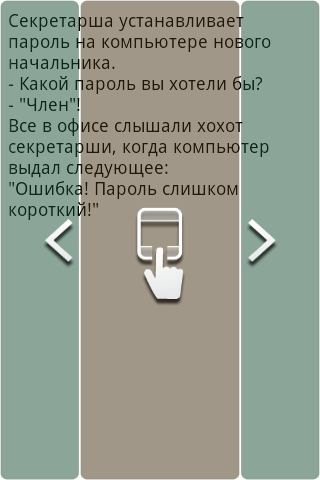 Секретарша устанавливает
пароль на компьютере нового
начальника.
- Какой пароль вы хотели бы?
- "Член"!
Все в офисе слышали хохот
секретарши, когда компьютер
выдал следующее:
"Ошибка! Пароль слишком
короткий!"